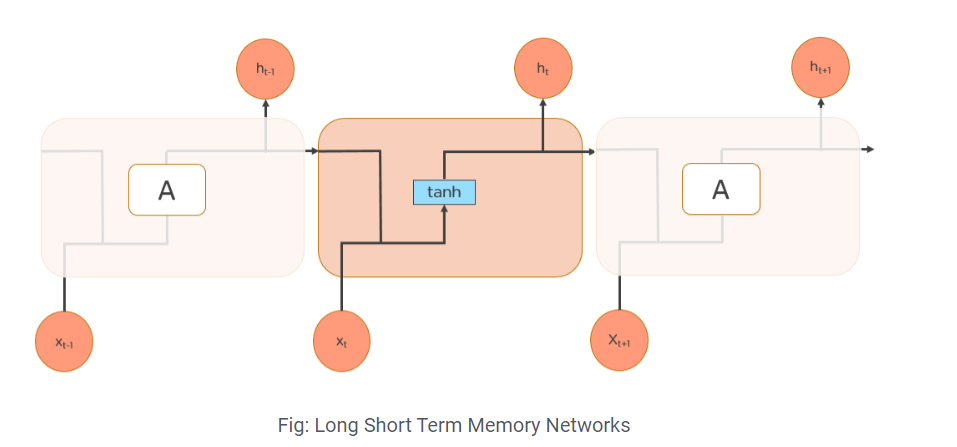 ht-1
ht
ht+1
A
tanh
A
xt-1
xt
Xt+1
Fig: Long Short Term Memory Networks